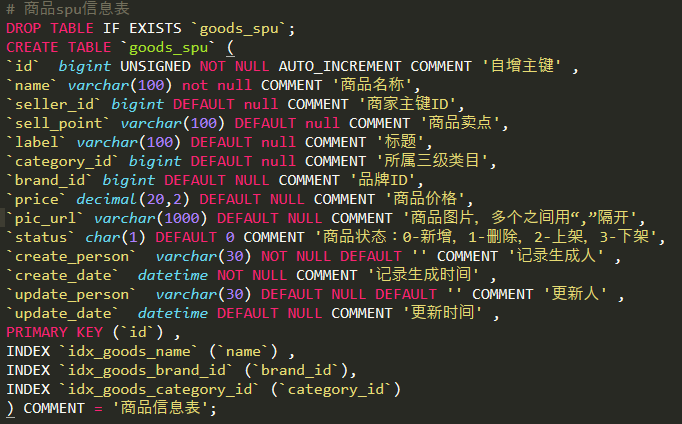 # 商品spu信息表
DROP TABLE IF EXISTS `goods_spu`;
CREATE TABLE `goods_spu` (
`id`  bigint UNSIGNED NOT NULL AUTO_INCREMENT COMMENT '自增主键' ,
`name` varchar(100) not null COMMENT '商品名称',
`seller_id` bigint DEFAULT null COMMENT '商家主键ID',
`sell_point` varchar(100) DEFAULT null COMMENT '商品卖点',
`label` varchar(100) DEFAULT null COMMENT '标题',
`category_id` bigint DEFAULT null COMMENT '所属三级类目',
`brand_id` bigint DEFAULT NULL COMMENT '品牌ID',
`price` decimal(20,2) DEFAULT NULL COMMENT '商品价格',
`pic_url` varchar(1000) DEFAULT NULL COMMENT '商品图片，多个之间用“,”隔开',
`status` char(1) DEFAULT 0 COMMENT '商品状态：0-新增，1-删除，2-上架，3-下架',
`create_person`  varchar(30) NOT NULL DEFAULT '' COMMENT '记录生成人' ,
`create_date`  datetime NOT NULL COMMENT '记录生成时间' ,
`update_person`  varchar(30) DEFAULT NULL DEFAULT '' COMMENT '更新人' ,
`update_date`  datetime DEFAULT NULL COMMENT '更新时间' ,
PRIMARY KEY (`id`) ,
INDEX `idx_goods_name` (`name`) ,
INDEX `idx_goods_brand_id` (`brand_id`),
INDEX `idx_goods_category_id` (`category_id`)
) COMMENT = '商品信息表';